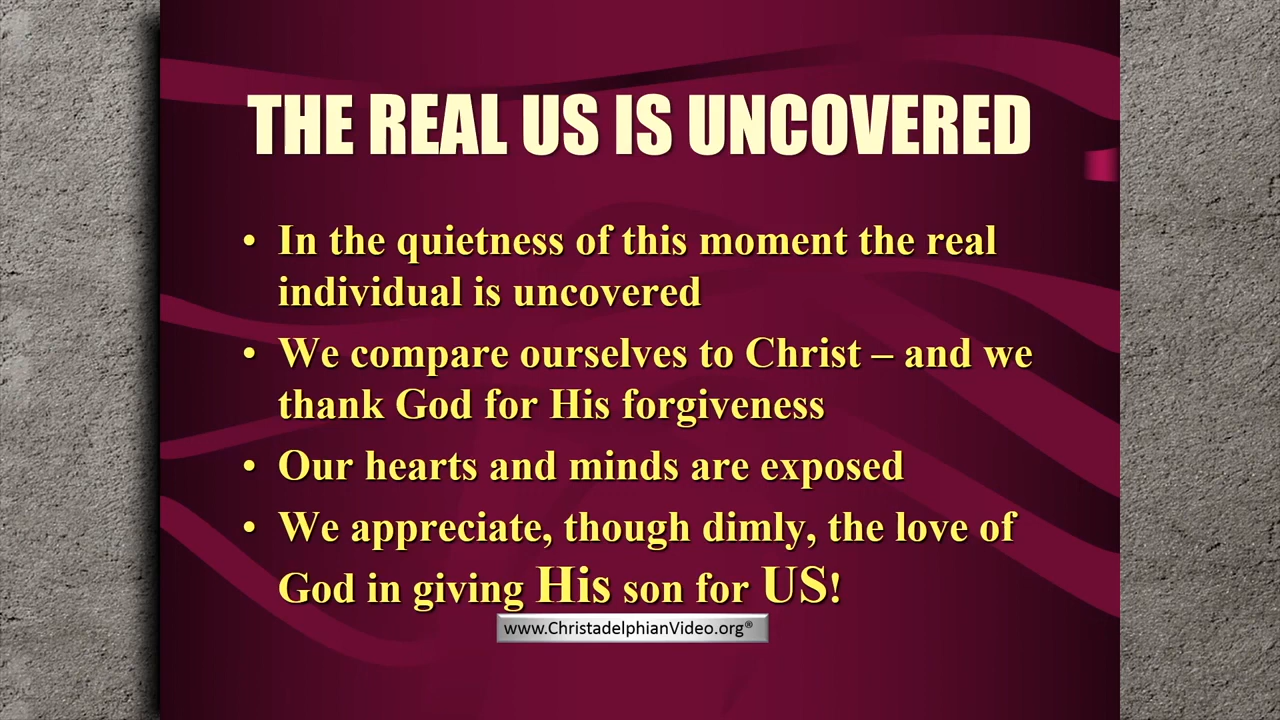 THE REAL US IS UNCOVERED
• In the quietness of this moment the real
individual is uncovered
• We compare ourselves to Christ – and we
thank God for His forgiveness
• Our hearts and minds are exposed
• We appreciate, though dimly, the love of
God in giving His son for US!
www.ChristadelphianVideo.org®